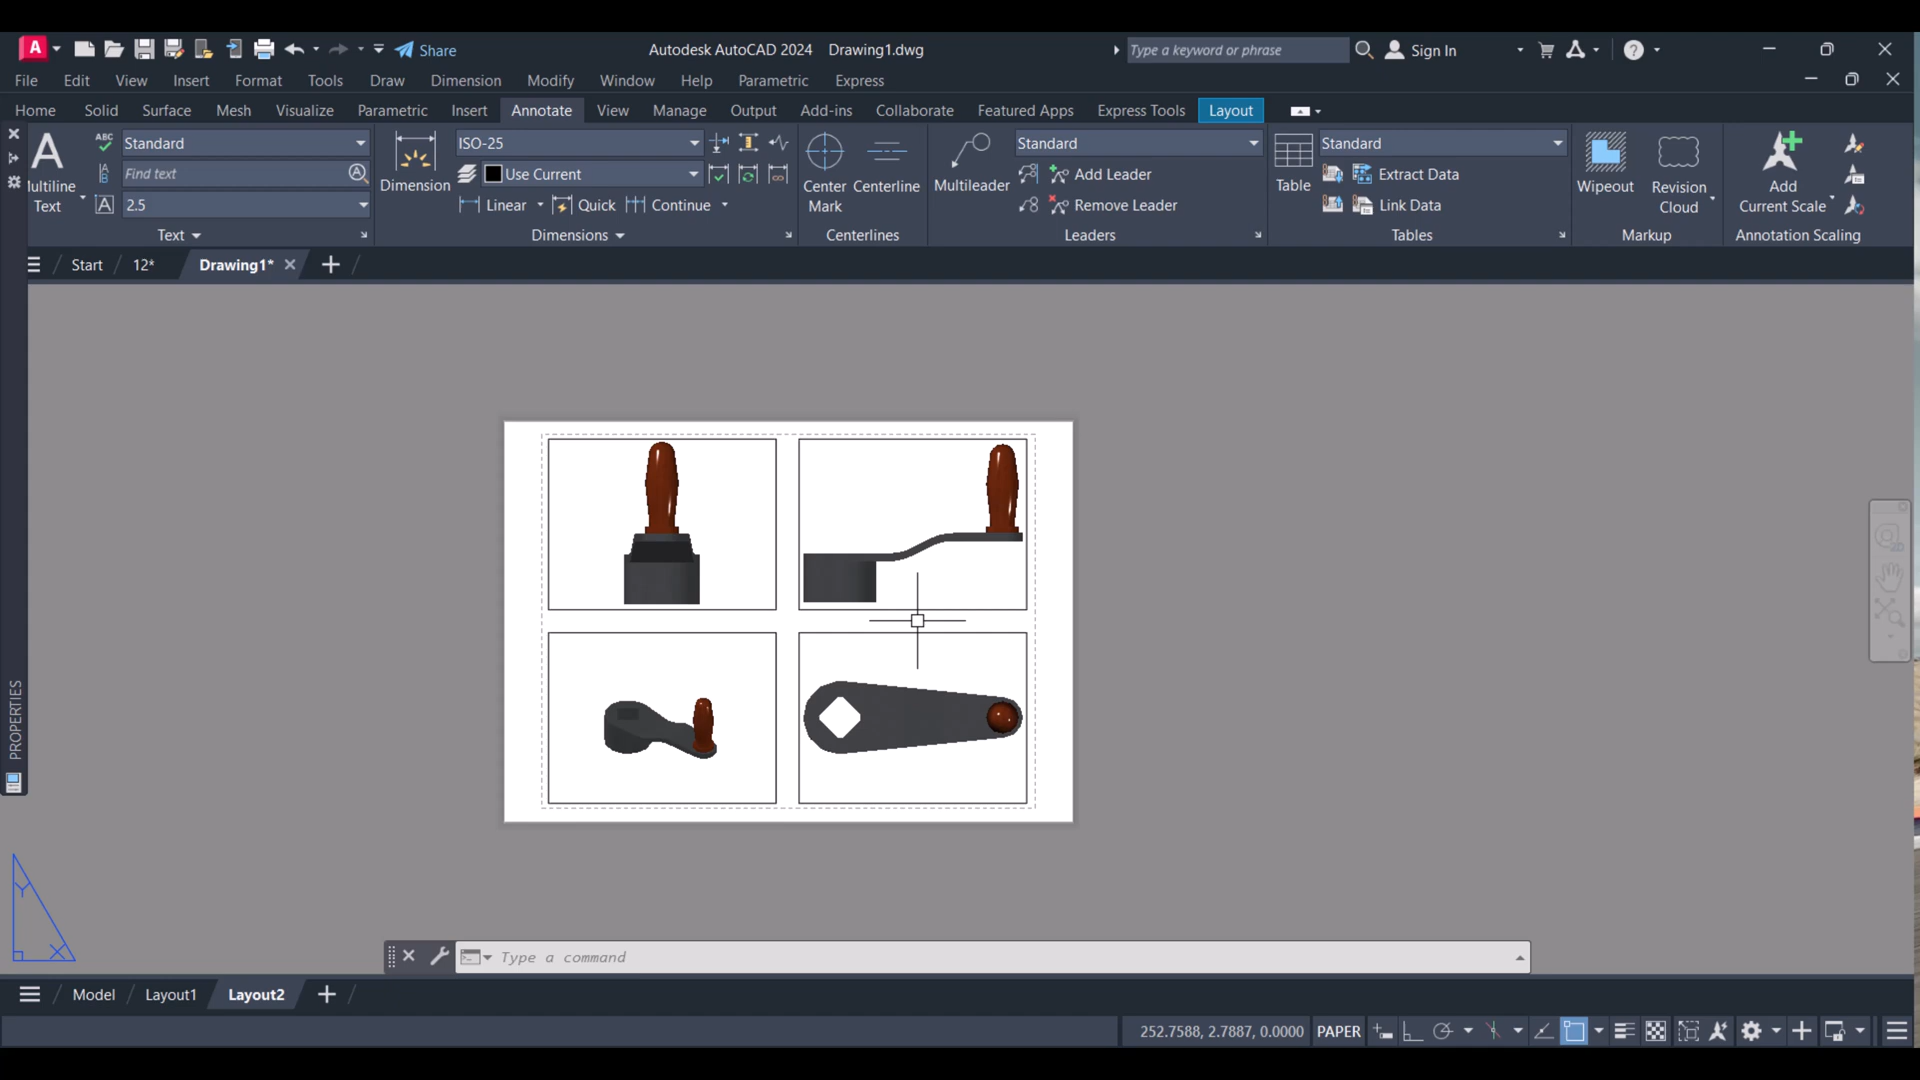 A Share Autodesk AutoCAD 2024 Drawing1.dwg Type a keyword or phrase Sign In ?
File Edit View Insert Format Tools Draw Dimension Modify Window Help Parametric Express
Home Solid Surface Mesh Visualize Parametric Insert Annotate View Manage Output Add-ins Collaborate Featured Apps Express Tools Layout
A ultiline Text
ABC Standard
Find text A
A 2.5
Text
Dimension
ISO-25
Use Current
Linear Quick Continue
Dimensions
Center Mark
Centerline
Centerlines
Multileader
Standard
Add Leader
Remove Leader
Leaders
Table
Standard
Extract Data
Link Data
Tables
Wipeout
Revision Cloud
Markup
Add Current Scale
Annotation Scaling
Start 12* Drawing1*
PROPERTIES
2D
Y
X
Type a command
Model Layout1 Layout2
252.7588, 2.7887, 0.0000 PAPER